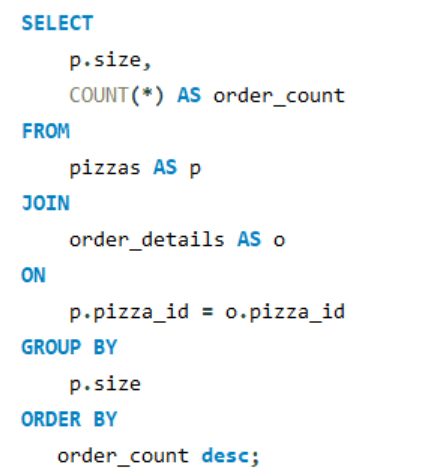 SELECT
    p.size,
    COUNT(*) AS order_count
FROM
    pizzas AS p
JOIN
    order_details AS o
ON
    p.pizza_id = o.pizza_id
GROUP BY
    p.size
ORDER BY
   order_count desc;